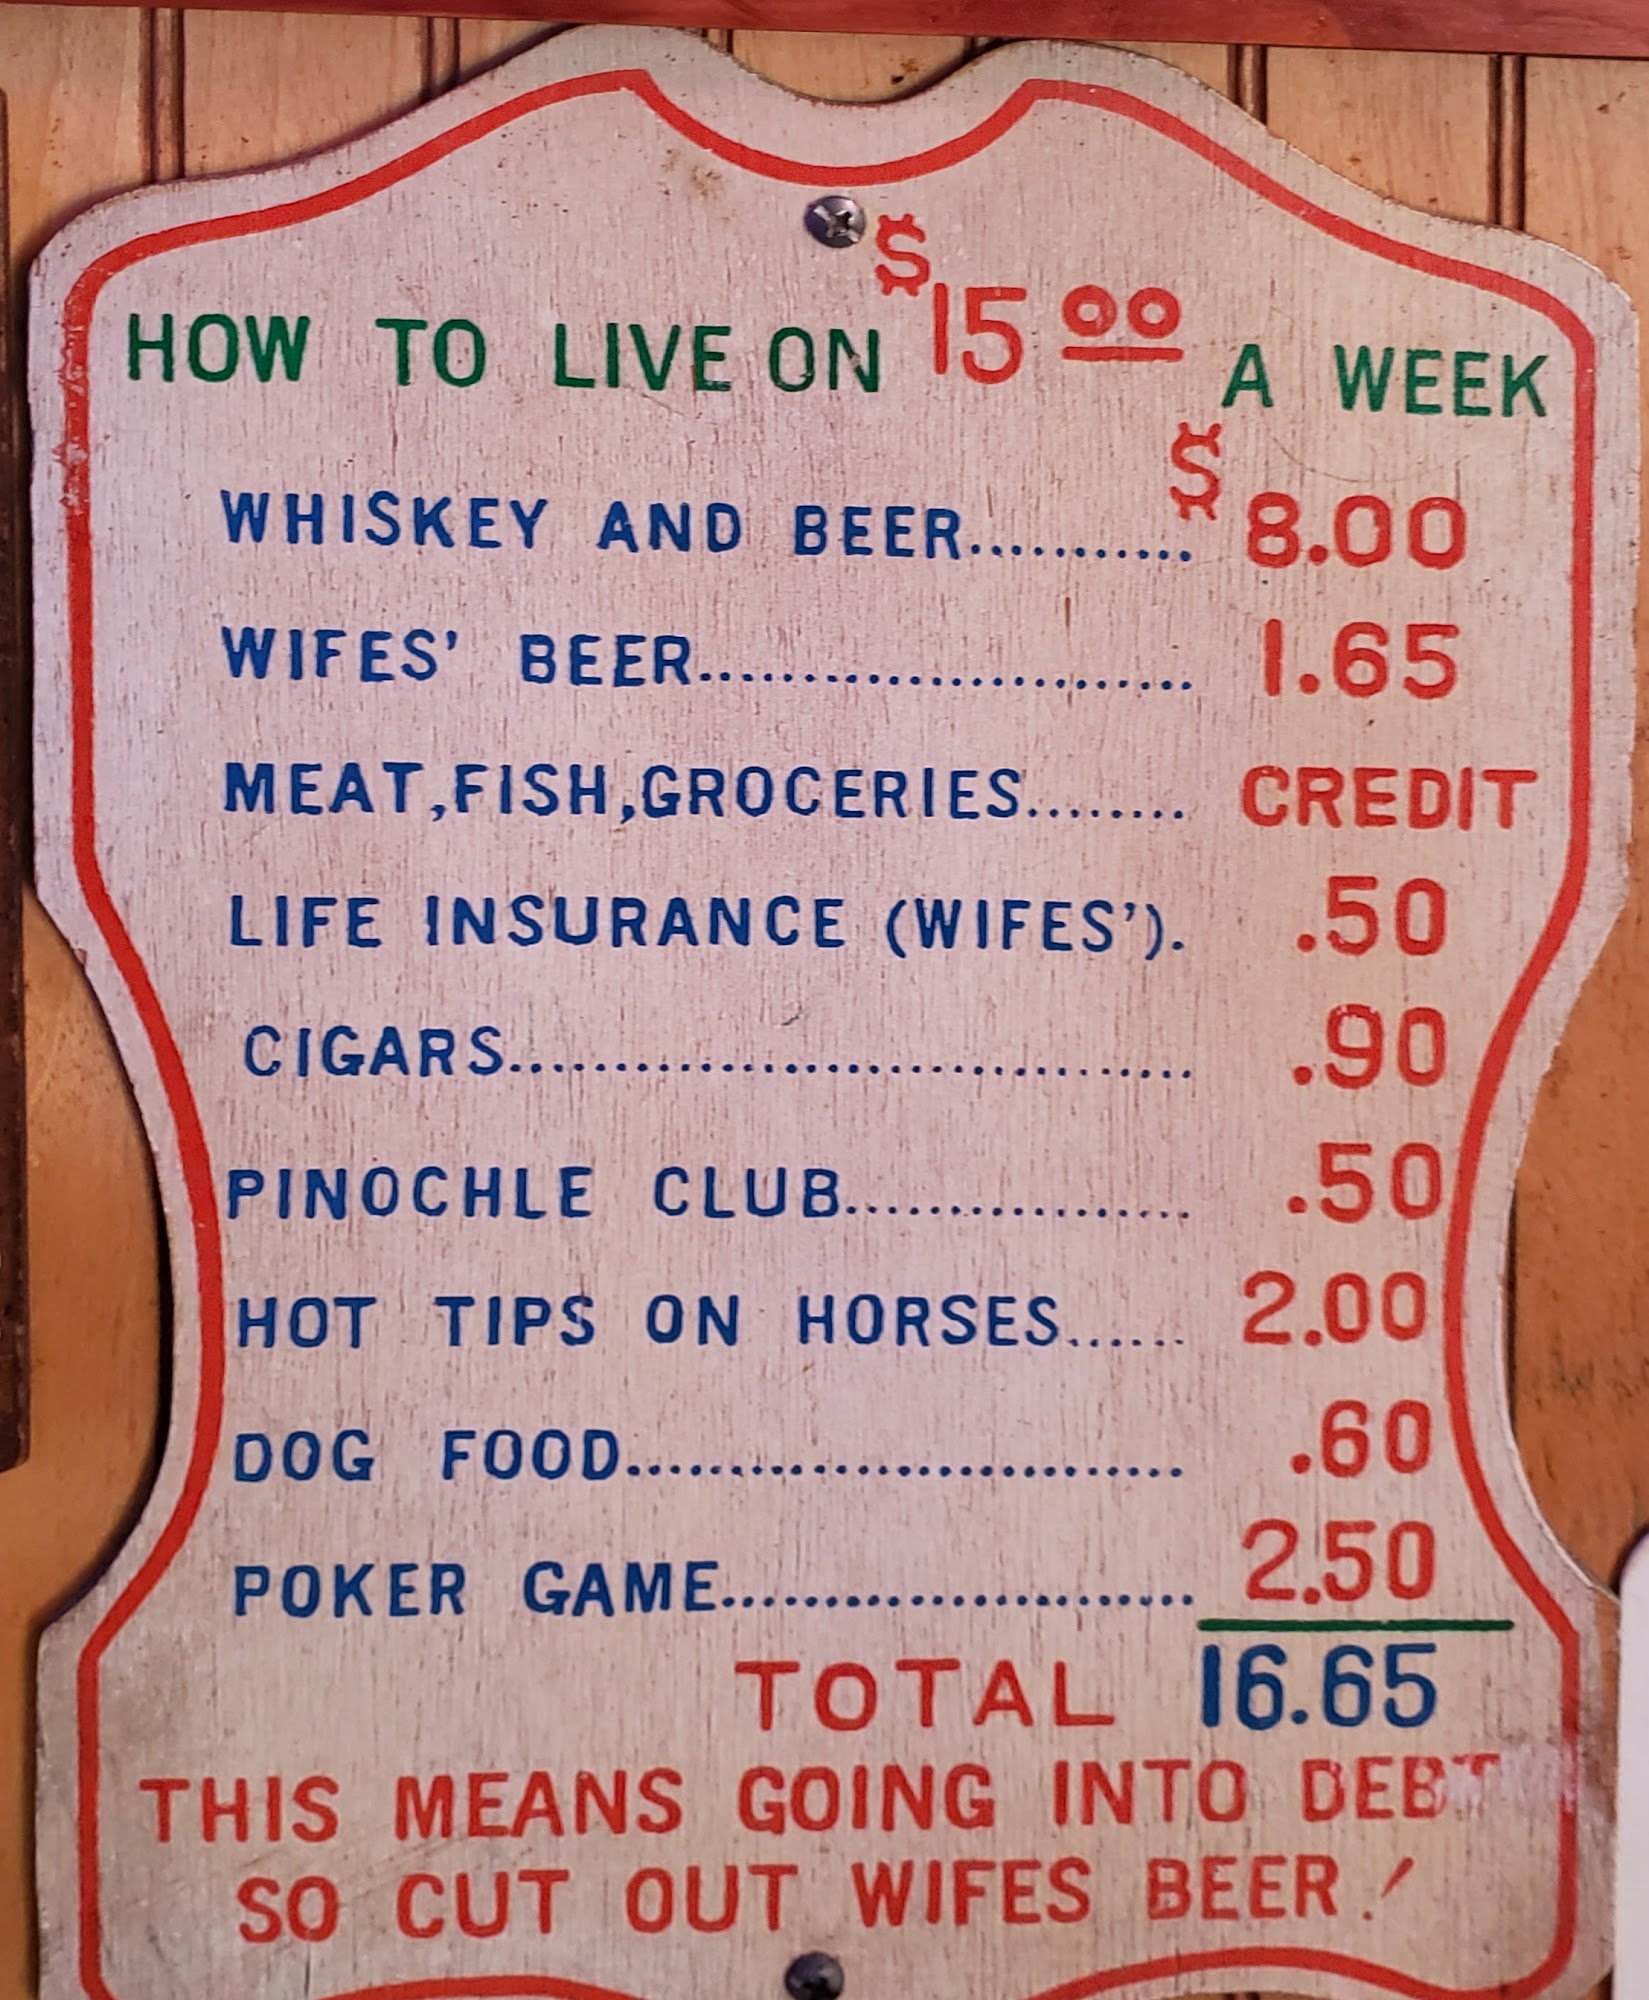 HOW TO LIVE ON $15.00 A WEEK
WHISKEY AND BEER........... $8.00
WIFES' BEER........................ 1.65
MEAT,FISH,GROCERIES........ CREDIT
LIFE INSURANCE (WIFES'). .50
CIGARS................................... .90
PINOCHLE CLUB................. .50
HOT TIPS ON HORSES...... 2.00
DOG FOOD............................ .60
POKER GAME....................... 2.50
TOTAL 16.65
THIS MEANS GOING INTO DEBT
SO CUT OUT WIFES BEER!